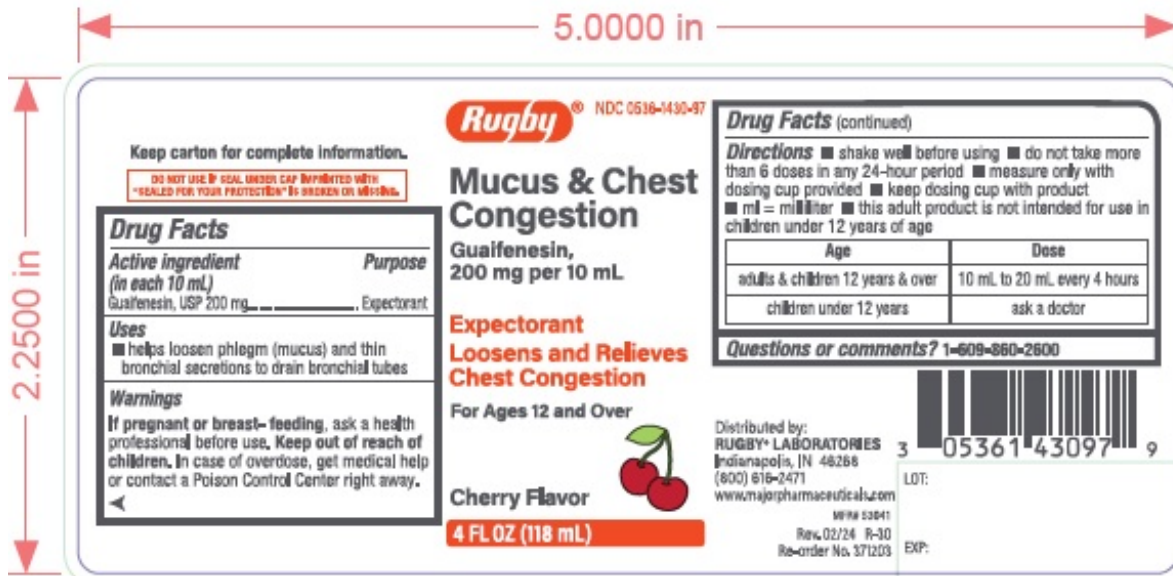 5.0000 in
2.2500 in
Keep carton for complete information.
DO NOT USE IF SEAL UNDER CAP IMPRINTED WITH
"SEALED FOR YOUR PROTECTION" IS BROKEN OR MISSING.
Drug Facts
Active ingredient Purpose
(in each 10 mL)
Guaifenesin, USP 200 mg Expectorant
Uses
■ helps loosen phlegm (mucus) and thin
bronchial secretions to drain bronchial tubes
Warnings
If pregnant or breast-feeding, ask a health
professional before use. Keep out of reach of
children. In case of overdose, get medical help
or contact a Poison Control Center right away.
Rugby® NDC 0536-1430-97
Mucus & Chest
Congestion
Guaifenesin,
200 mg per 10 mL
Expectorant
Loosens and Relieves
Chest Congestion
For Ages 12 and Over
Cherry Flavor
4 FL OZ (118 mL)
Drug Facts (continued)
Directions ■ shake well before using ■ do not take more
than 6 doses in any 24-hour period ■ measure only with
dosing cup provided ■ keep dosing cup with product
■ ml = milliliter ■ this adult product is not intended for use in
children under 12 years of age
Age Dose
adults & children 12 years & over 10 mL to 20 mL every 4 hours
children under 12 years ask a doctor
Questions or comments? 1-609-860-2600
Distributed by:
RUGBY® LABORATORIES
Indianapolis, IN 46268
(800) 616-2471
www.majorpharmaceuticals.com
MFR# 53041
Rev. 02/24 R-30
Re-order No. 371203
3 05361 43097 9
LOT:
EXP: